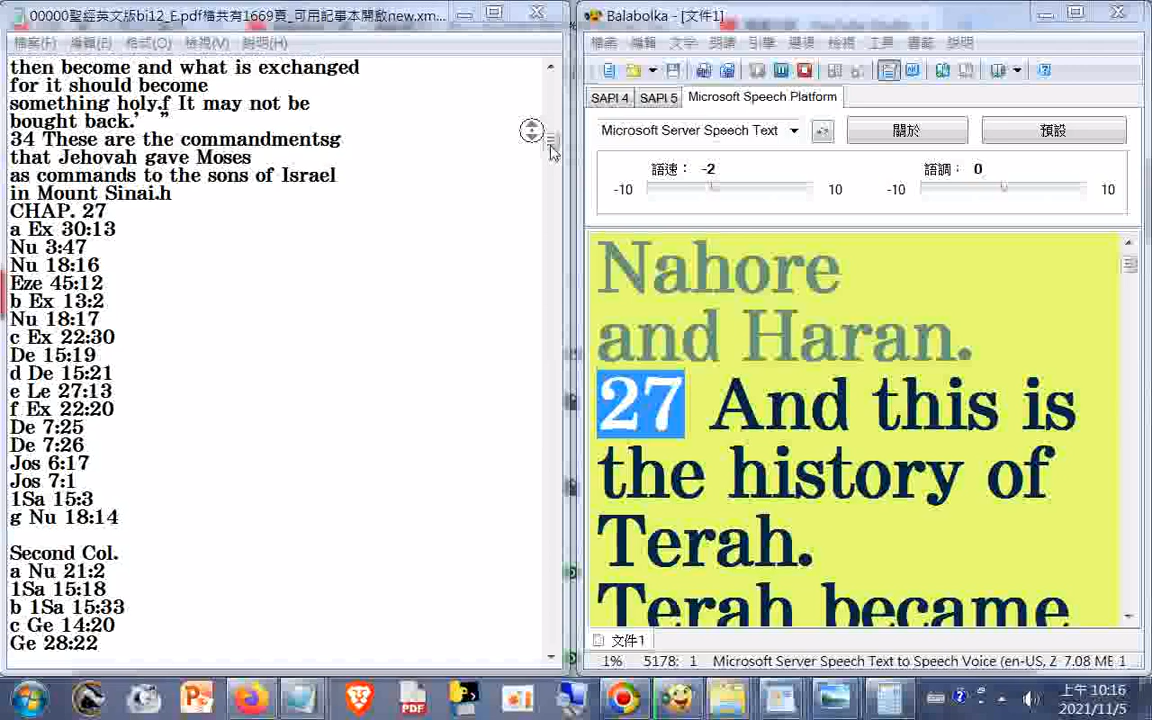 00000聖經英文版bi12_E.pdf檔共有1669頁_可用記事本開啟new.xm...
檔案(F) 編輯(E) 格式(O) 檢視(V) 說明(H)
then become and what is exchanged
for it should become
something holy.f It may not be
bought back.’ ”
34 These are the commandmentsg
that Jehovah gave Moses
as commands to the sons of Israel
in Mount Sinai.h
CHAP. 27
a Ex 30:13
Nu 3:47
Nu 18:16
Eze 45:12
b Ex 13:2
Nu 18:17
c Ex 22:30
De 15:19
d De 15:21
e Le 27:13
f Ex 22:20
De 7:25
De 7:26
Jos 6:17
Jos 7:1
1Sa 15:3
g Nu 18:14
Second Col.
a Nu 21:2
1Sa 15:18
b 1Sa 15:33
c Ge 14:20
Ge 28:22
Balabolka - [文件1]
檔案 編輯 文字 朗讀 引擎 選項 檢視 工具 書籤 說明
SAPI 4 SAPI 5 Microsoft Speech Platform
Microsoft Server Speech Text 關於 預設
語速： -2 語調： 0
-10 10 -10 10
Nahore
and Haran.
27 And this is
the history of
Terah.
Terah became
文件1
1% 5178: 1 Microsoft Server Speech Text to Speech Voice (en-US, Z 7.08 ME 1
PDF
上午 10:16
2021/11/5